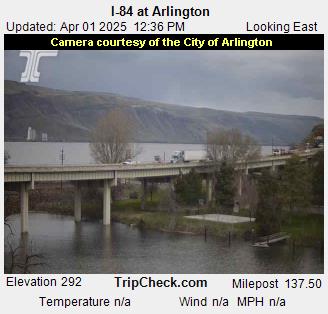 I-84 at Arlington
Updated: Apr 01 2025 12:36 PM Looking East
Camera courtesy of the City of Arlington
Elevation 292 TripCheck.com Milepost 137.50
Temperature n/a Wind n/a MPH n/a